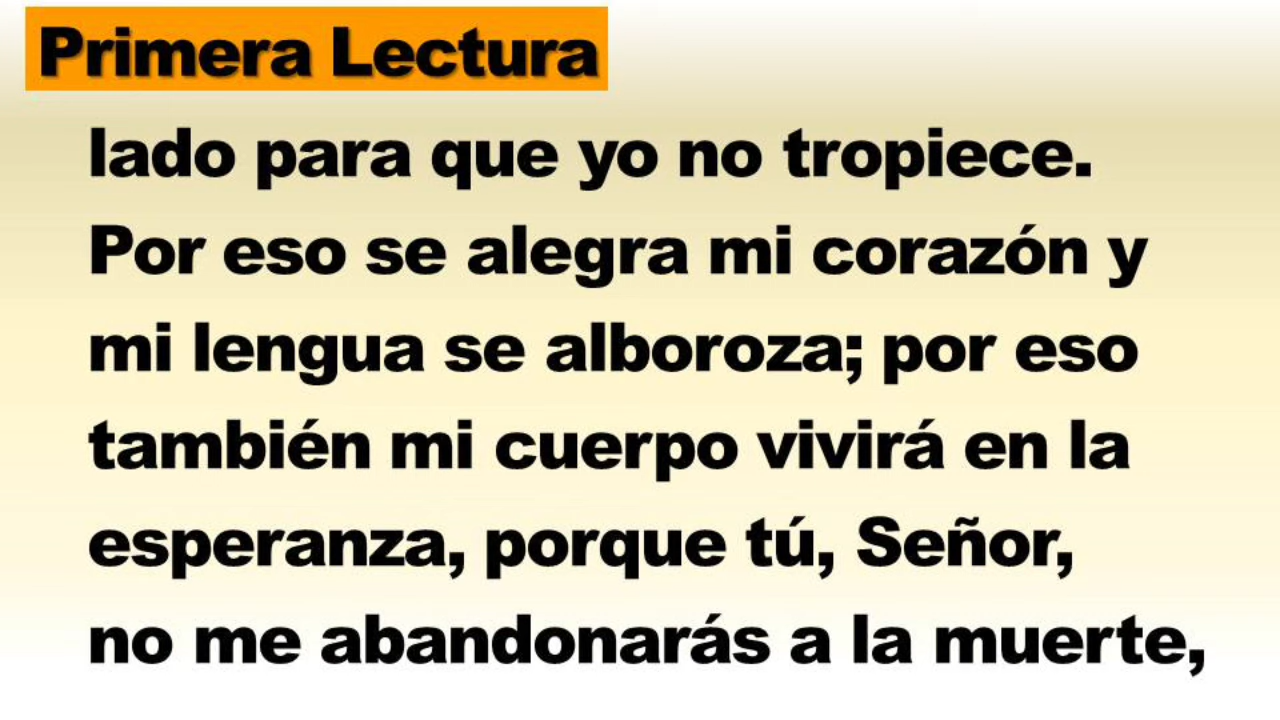 Primera Lectura
lado para que yo no tropiece.
Por eso se alegra mi corazón y
mi lengua se alboroza; por eso
también mi cuerpo vivirá en la
esperanza, porque tú, Señor,
no me abandonarás a la muerte,